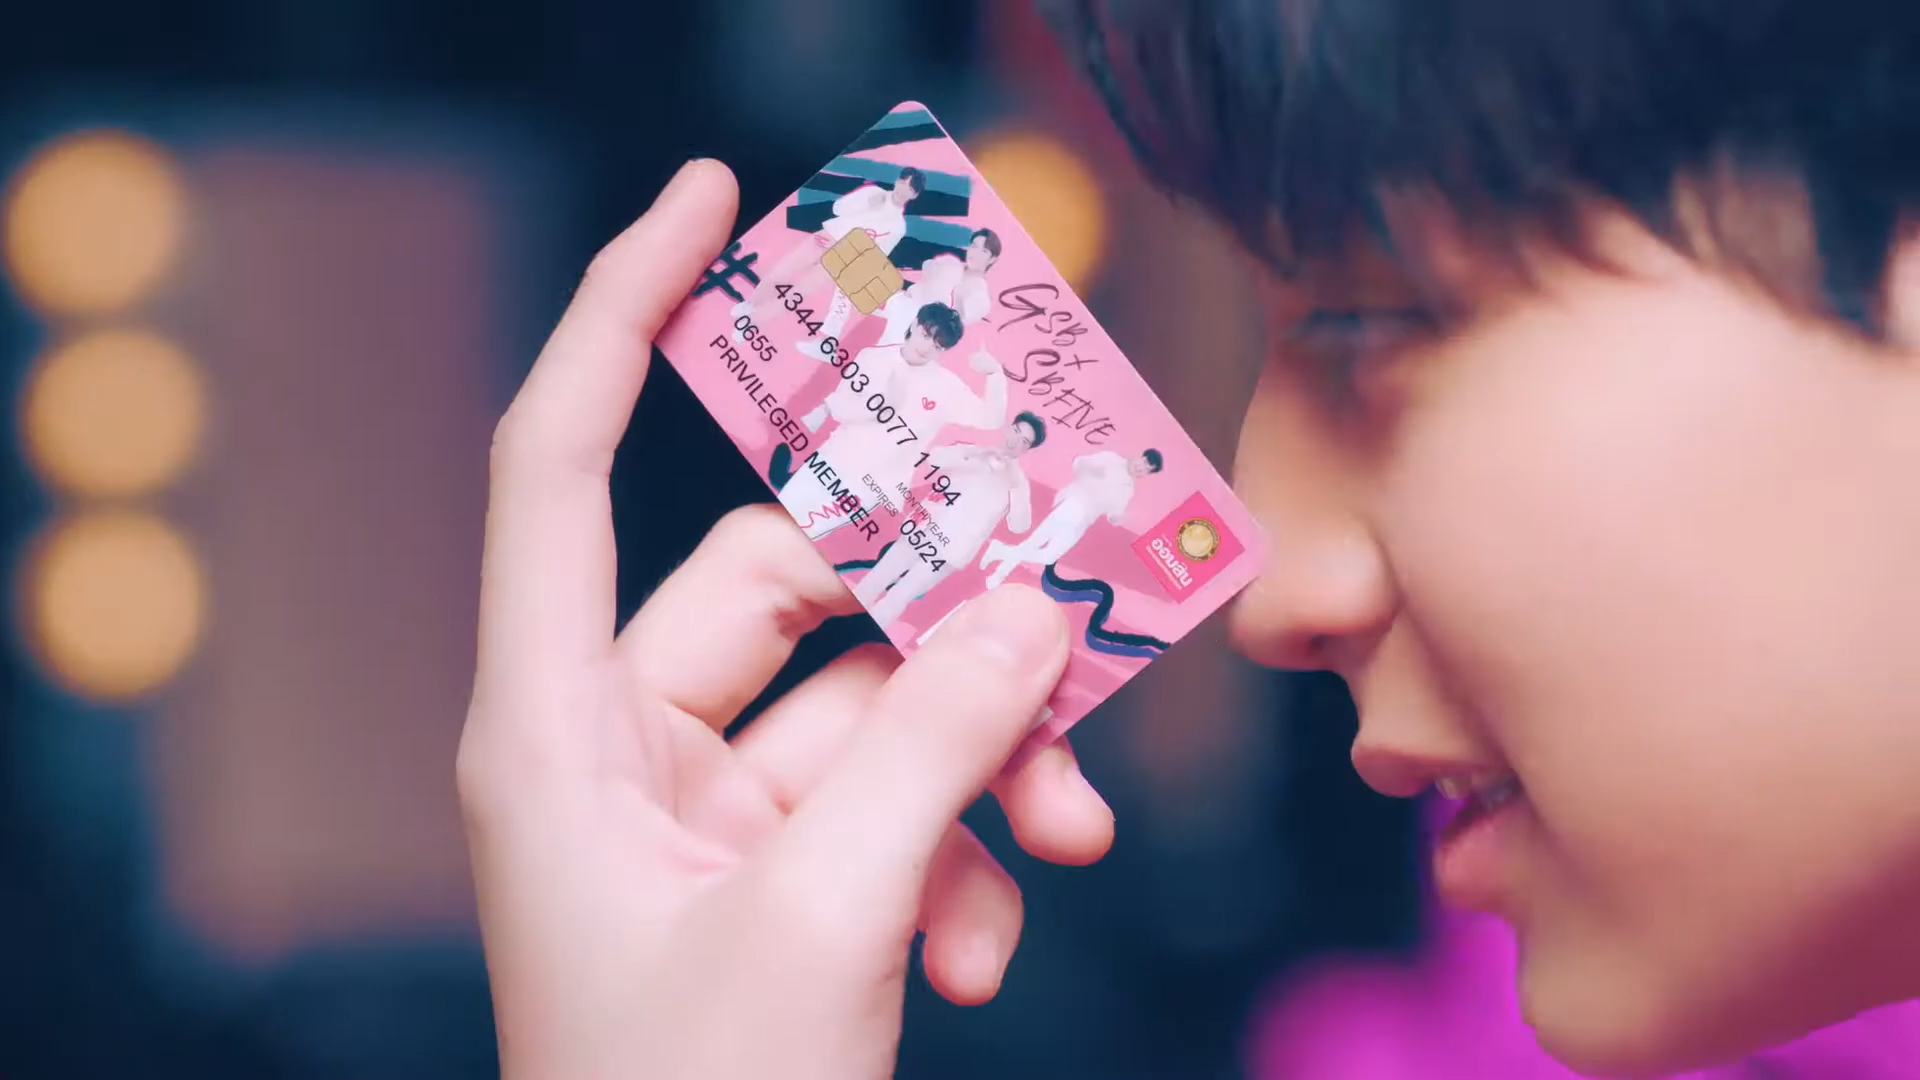 #
GSB +
SBFIVE
4344 6303 0077 1194
0655
MONTH/YEAR
EXPIRES 05/24
PRIVILEGED MEMBER
ออมสิน